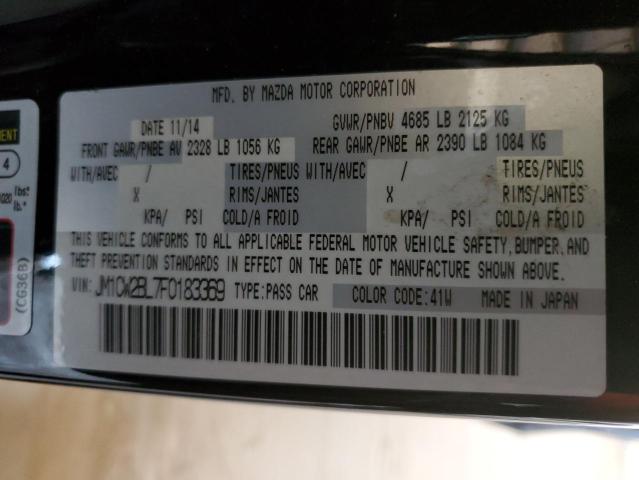 MFD. BY MAZDA MOTOR CORPORATION
DATE 11/14 GVWR/PNBV 4685 LB 2125 KG
FRONT GAWR/PNBE AV 2328 LB 1056 KG REAR GAWR/PNBE AR 2390 LB 1084 KG
WITH/AVEC / TIRES/PNEUS WITH/AVEC / TIRES/PNEUS
X RIMS/JANTES X RIMS/JANTES
KPA/ PSI COLD/A FROID KPA/ PSI COLD/A FROID
THIS VEHICLE CONFORMS TO ALL APPLICABLE FEDERAL MOTOR VEHICLE SAFETY, BUMPER, AND
THEFT PREVENTION STANDARDS IN EFFECT ON THE DATE OF MANUFACTURE SHOWN ABOVE.
VIN: JM1CW2BL7F0183369 TYPE:PASS CAR COLOR CODE:41W MADE IN JAPAN
4
lbs.
lb.
(CG36B)